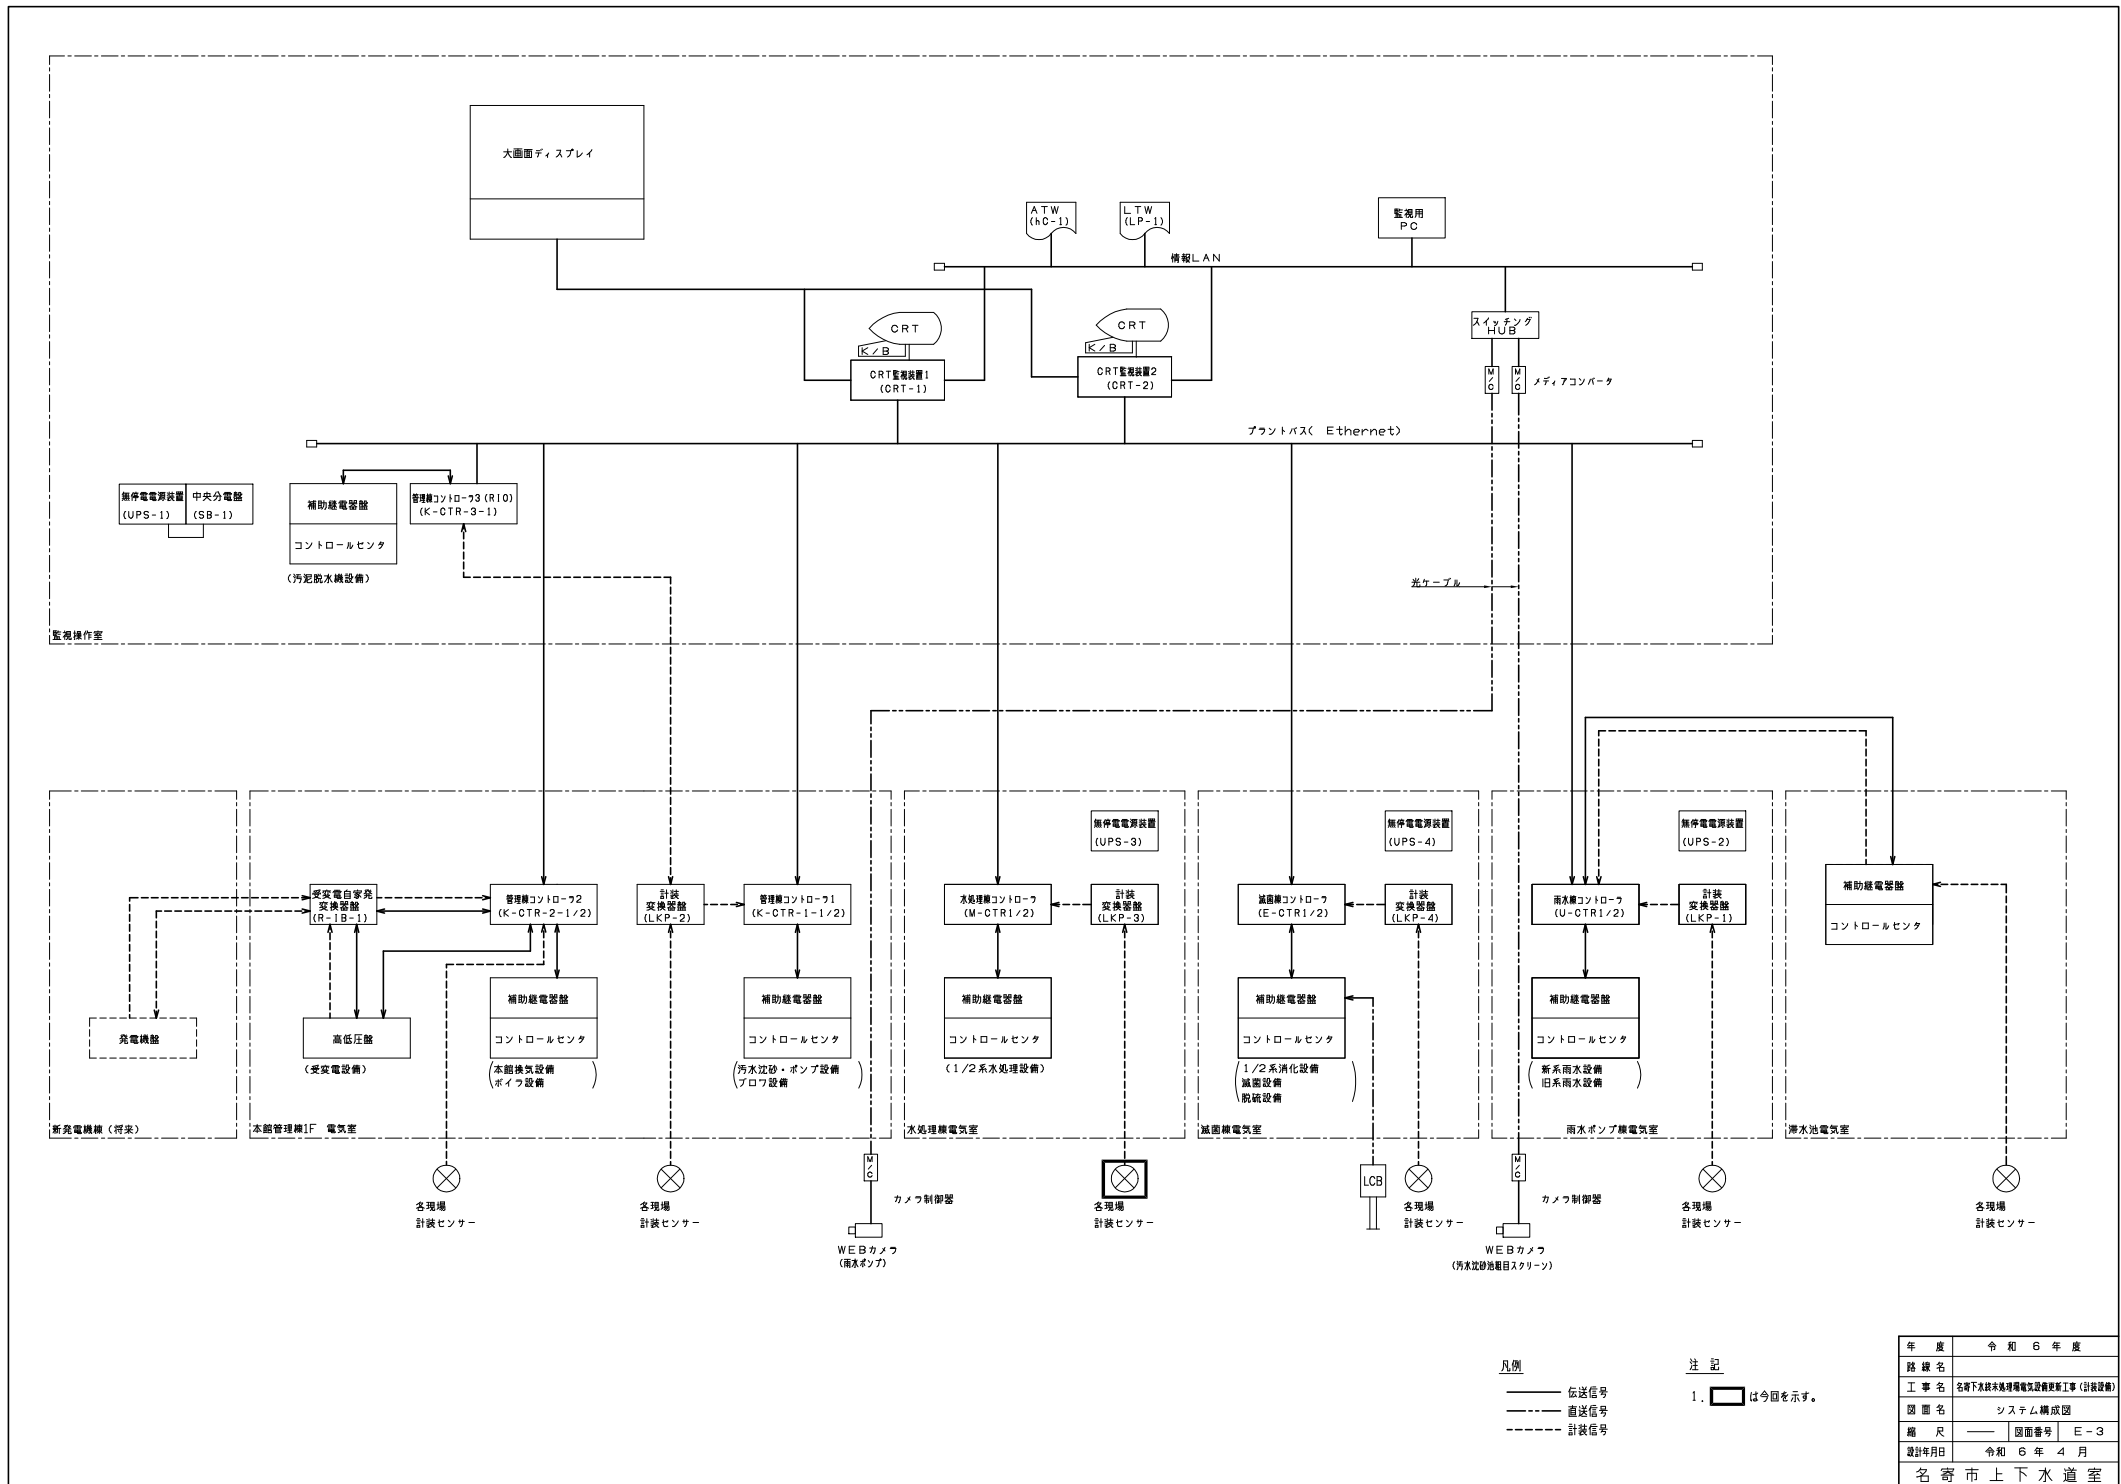 大画面ディスプレイ
ATW
(hC-1)
LTW
(LP-1)
監視用
PC
情報LAN
CRT
K/B
CRT監視装置1
(CRT-1)
CRT
K/B
CRT監視装置2
(CRT-2)
スイッチング
HUB
M/C
M/C
メディアコンバータ
プラントバス( Ethernet)
無停電電源装置
(UPS-1)
中央分電盤
(SB-1)
補助継電器盤
コントロールセンタ
(汚泥脱水機設備)
管理棟コントローラ3(RIO)
(K-CTR-3-1)
光ケーブル
監視操作室
発電機盤
新発電機棟(将来)
受変電自家発
変換器盤
(R-IB-1)
高低圧盤
(受変電設備)
管理棟コントローラ2
(K-CTR-2-1/2)
補助継電器盤
コントロールセンタ
(本館換気設備
ボイラ設備)
計装
変換器盤
(LKP-2)
管理棟コントローラ1
(K-CTR-1-1/2)
補助継電器盤
コントロールセンタ
(汚水沈砂・ポンプ設備
ブロワ設備)
本館管理棟1F 電気室
無停電電源装置
(UPS-3)
水処理棟コントローラ
(M-CTR1/2)
計装
変換器盤
(LKP-3)
補助継電器盤
コントロールセンタ
(1/2系水処理設備)
水処理棟電気室
無停電電源装置
(UPS-4)
滅菌棟コントローラ
(E-CTR1/2)
計装
変換器盤
(LKP-4)
補助継電器盤
コントロールセンタ
(1/2系消化設備
滅菌設備
脱硫設備)
滅菌棟電気室
無停電電源装置
(UPS-2)
雨水棟コントローラ
(U-CTR1/2)
計装
変換器盤
(LKP-1)
補助継電器盤
コントロールセンタ
(新系雨水設備
旧系雨水設備)
雨水ポンプ棟電気室
補助継電器盤
コントロールセンタ
滞水池電気室
各現場
計装センサー
各現場
計装センサー
M/C
カメラ制御器
WEBカメラ
(雨水ポンプ)
各現場
計装センサー
LCB
各現場
計装センサー
M/C
カメラ制御器
WEBカメラ
(汚水沈砂池粗目スクリーン)
各現場
計装センサー
各現場
計装センサー
凡例
伝送信号
直送信号
計装信号
注 記
1. は今回を示す。
年 度 令 和 6 年 度
路 線 名
工 事 名 名寄下水終末処理場電気設備更新工事(計装設備)
図 面 名 システム構成図
縮 尺 —— 図面番号 E-3
設計年月日 令和 6 年 4 月
名 寄 市 上 下 水 道 室